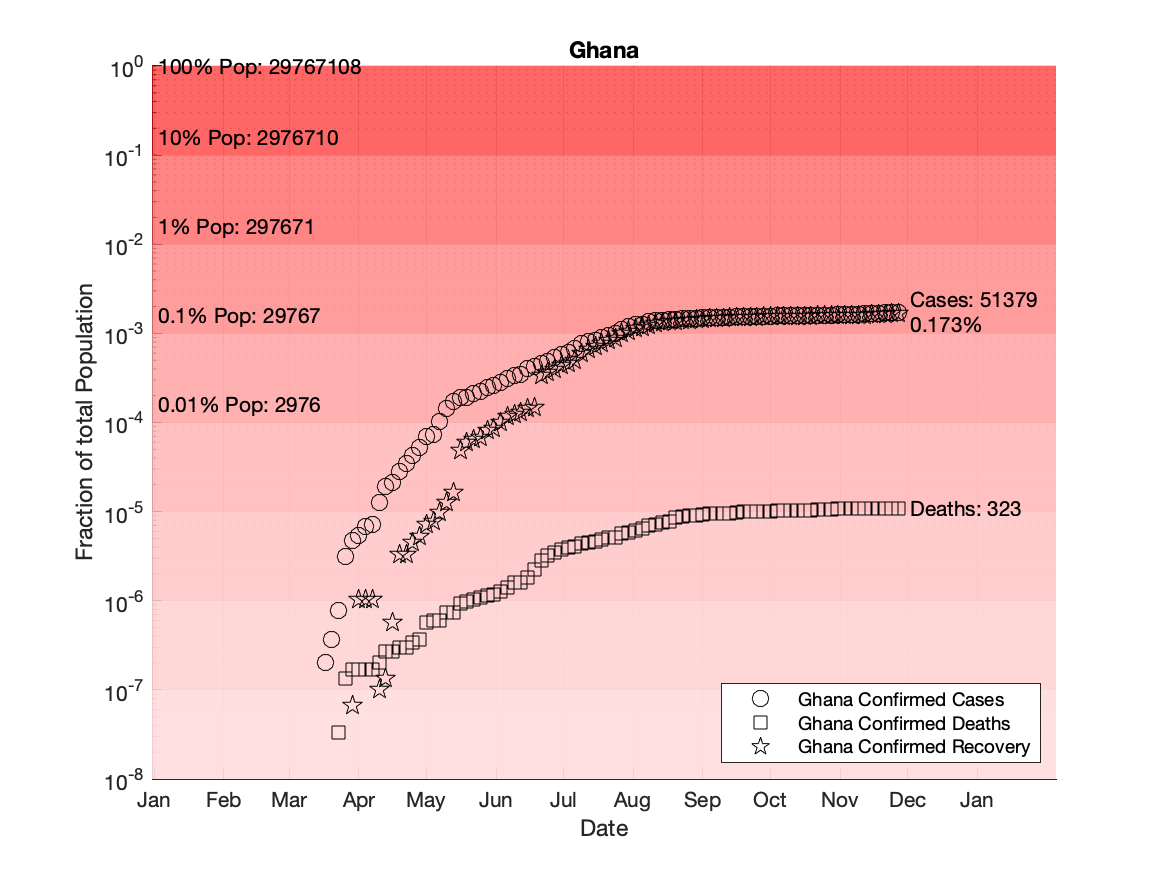 Ghana
10^0
100% Pop: 29767108
10% Pop: 2976710
10^-1
1% Pop: 297671
10^-2
0.1% Pop: 29767
10^-3
0.01% Pop: 2976
10^-4
10^-5
10^-6
10^-7
10^-8
Fraction of total Population
Cases: 51379
0.173%
Deaths: 323
Ghana Confirmed Cases
Ghana Confirmed Deaths
Ghana Confirmed Recovery
Jan Feb Mar Apr May Jun Jul Aug Sep Oct Nov Dec Jan
Date